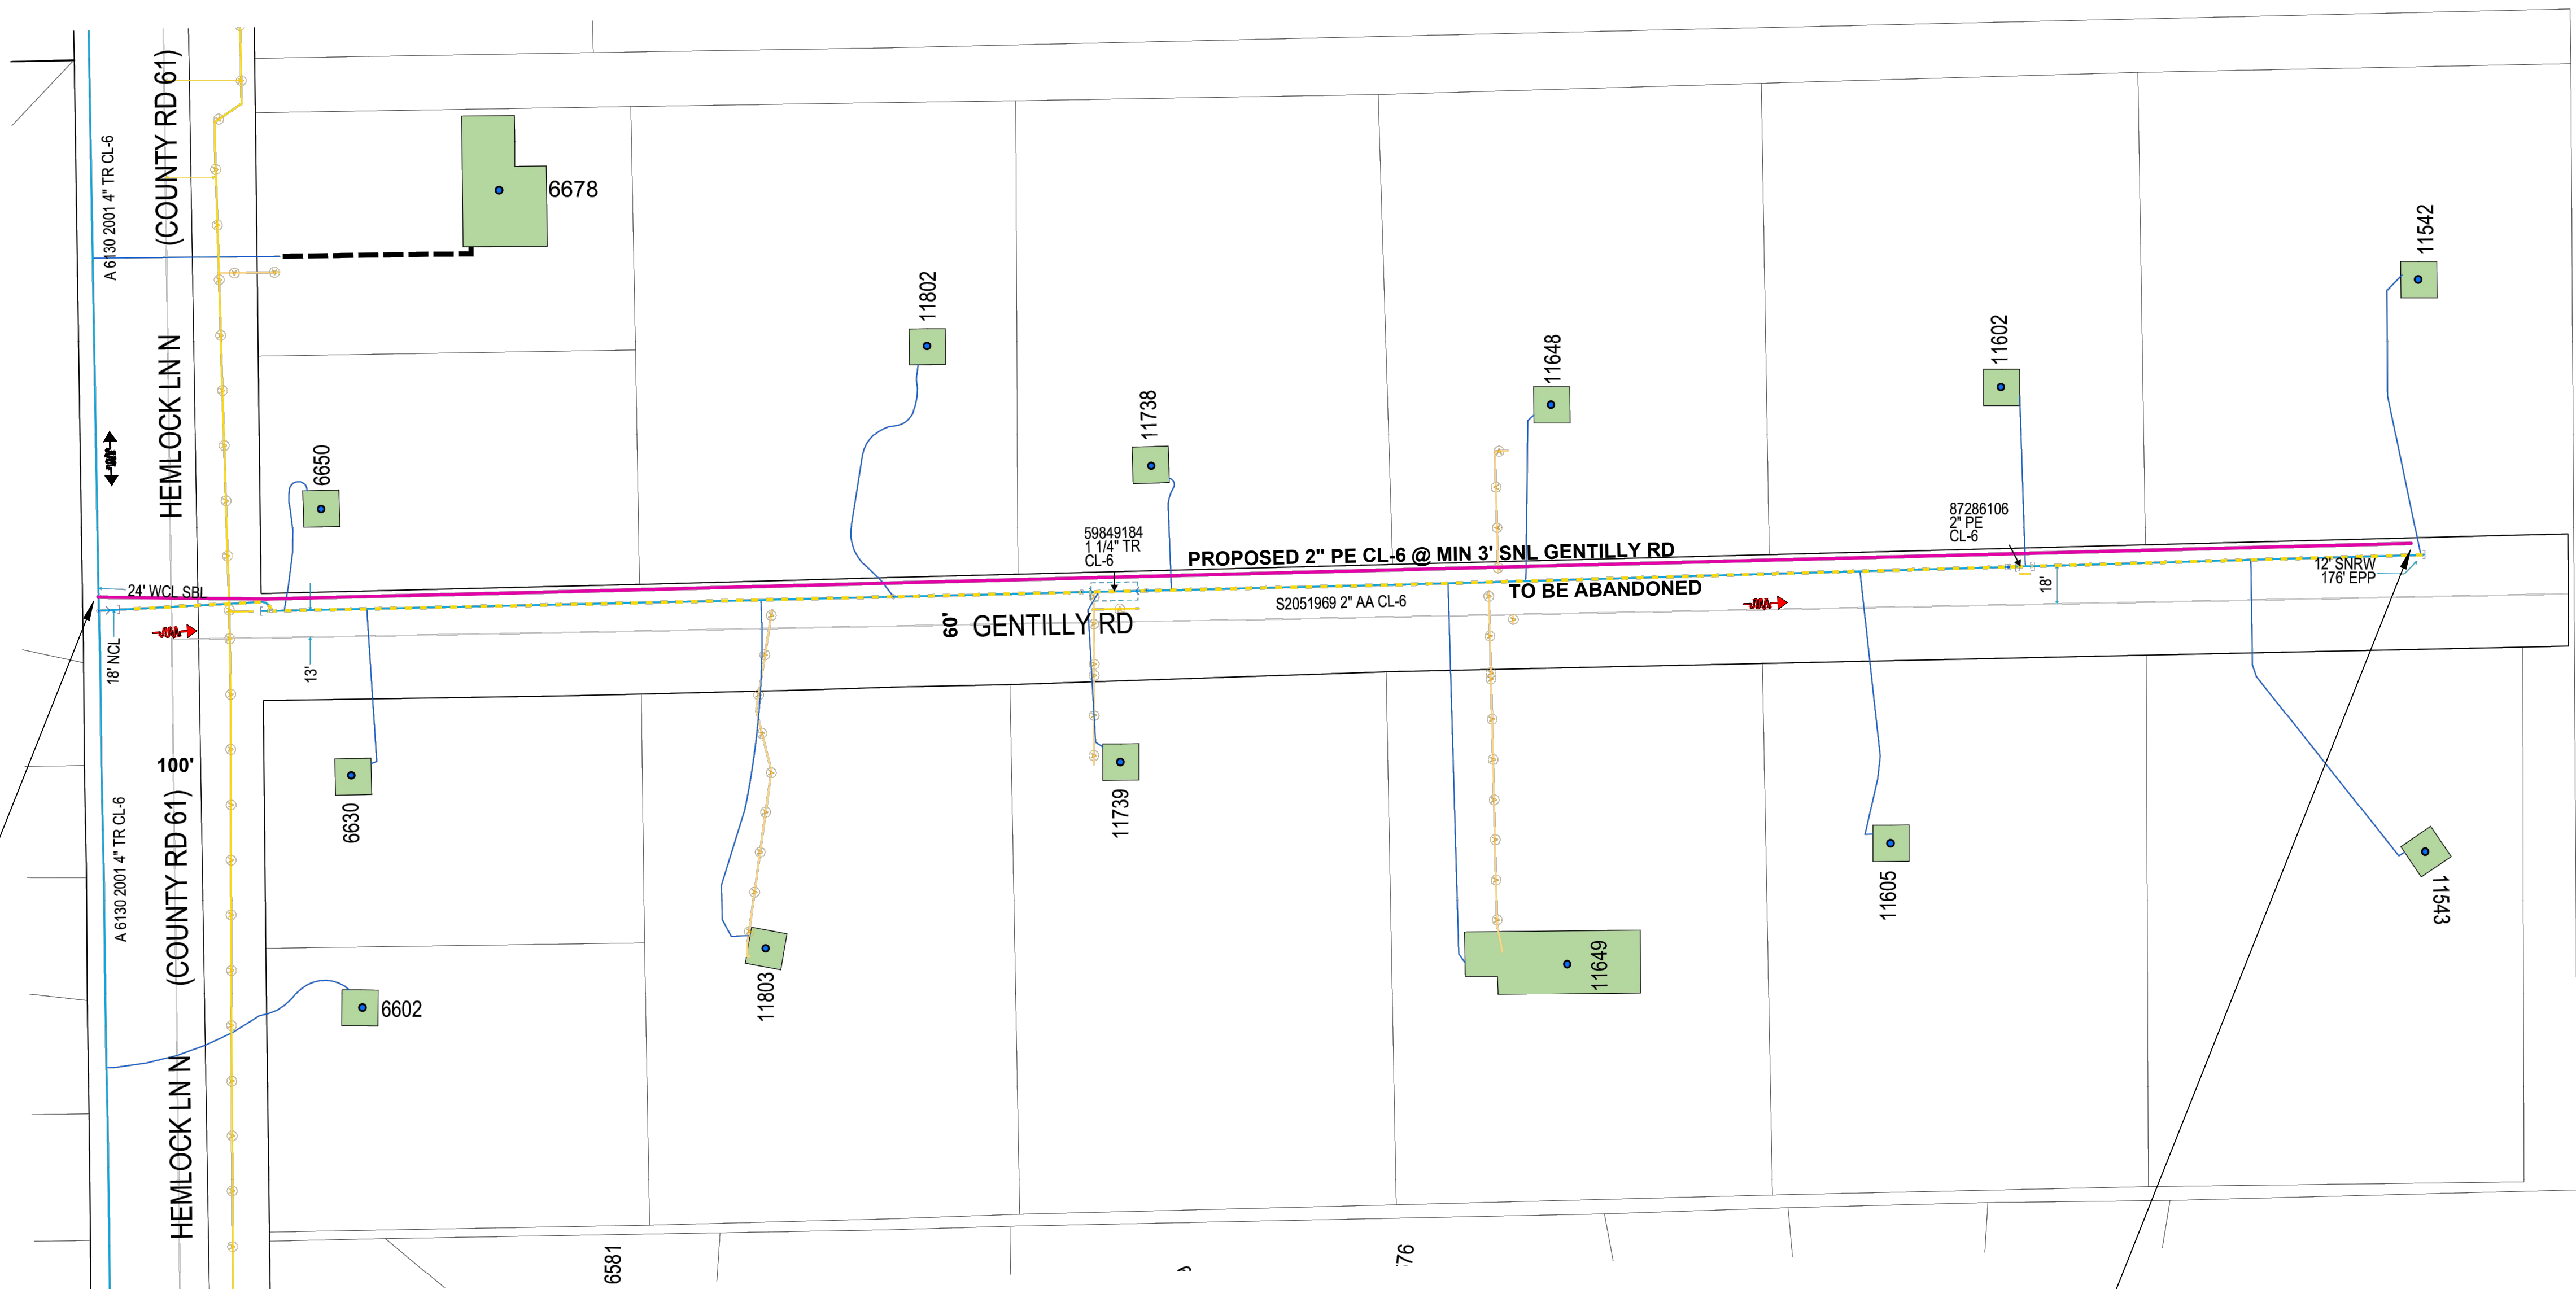 A 6130 2001 4" TR CL-6
HEMLOCK LN N
(COUNTY RD 61)
6678
6650
11802
11738
11648
11602
11542
59849184
1 1/4" TR
CL-6
87286106
2" PE
CL-6
PROPOSED 2" PE CL-6 @ MIN 3' SNL GENTILLY RD
TO BE ABANDONED
24' WCL SBL
18' NCL
13'
60'
GENTILLY RD
S2051969 2" AA CL-6
18'
12' SNRW
176' EPP
100'
A 6130 2001 4" TR CL-6
HEMLOCK LN N
(COUNTY RD 61)
6630
6602
11803
11739
11649
11605
11543
6581
76